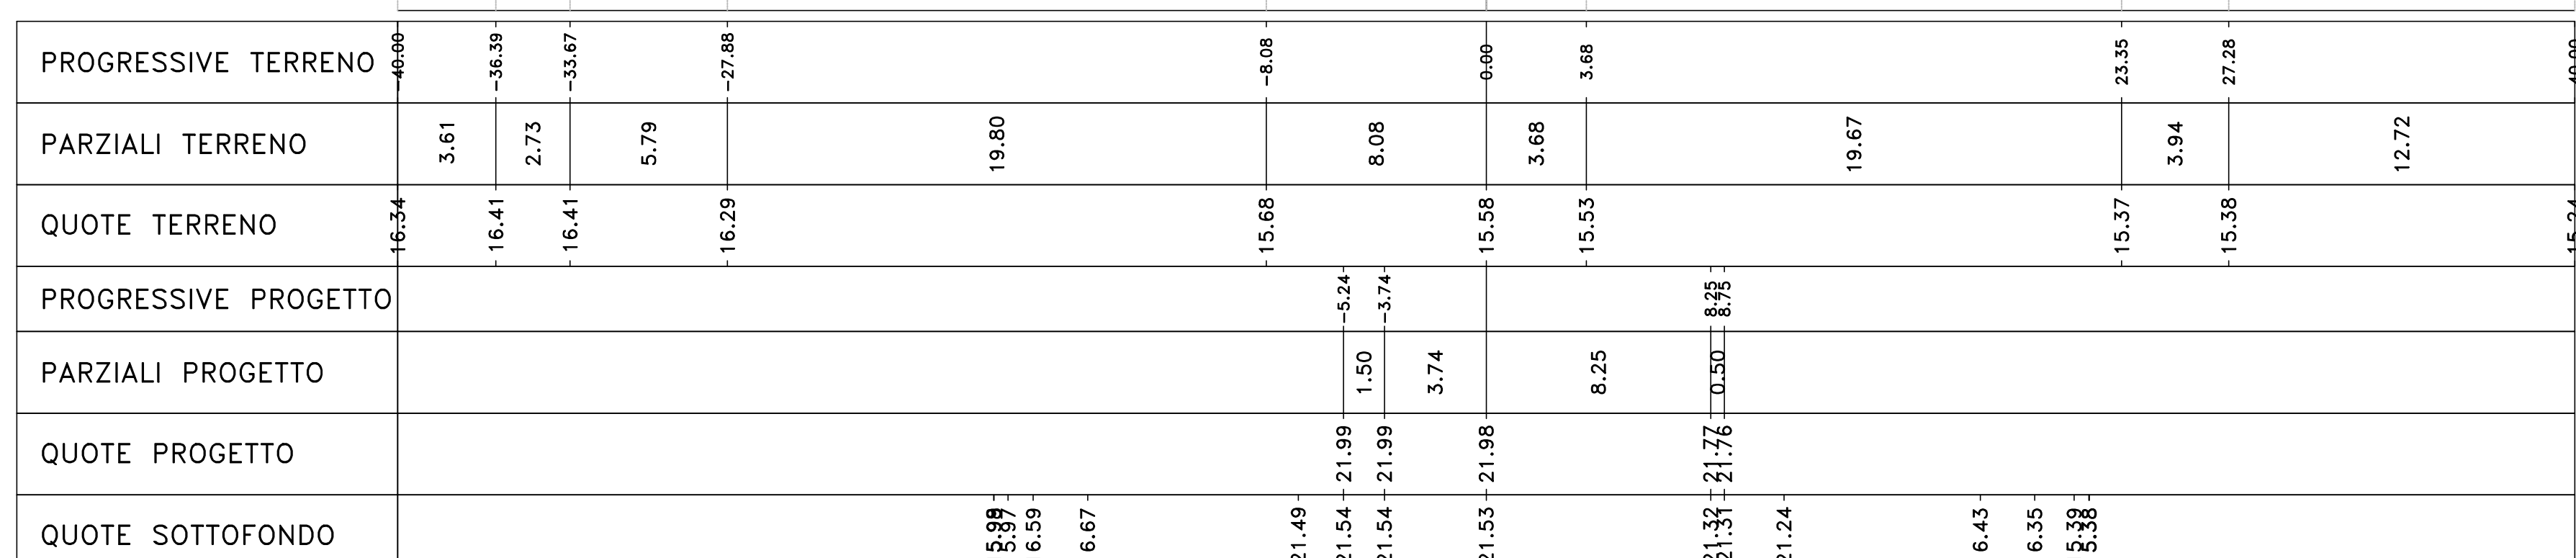 PROGRESSIVE TERRENO -40.00 -36.39 -33.67 -27.88 -8.08 0.00 3.68 23.35 27.28
PARZIALI TERRENO 3.61 2.73 5.79 19.80 8.08 3.68 19.67 3.94 12.72
QUOTE TERRENO 16.34 16.41 16.41 16.29 15.68 15.58 15.53 15.37 15.38
PROGRESSIVE PROGETTO -5.24 -3.74 8.25 8.75
PARZIALI PROGETTO 1.50 3.74 8.25 0.50
QUOTE PROGETTO 21.99 21.99 21.98 21.77 21.76
QUOTE SOTTOFONDO 5.97 6.59 6.67 21.49 21.54 21.54 21.53 21.32 21.31 21.24 6.43 6.35 5.39 5.38